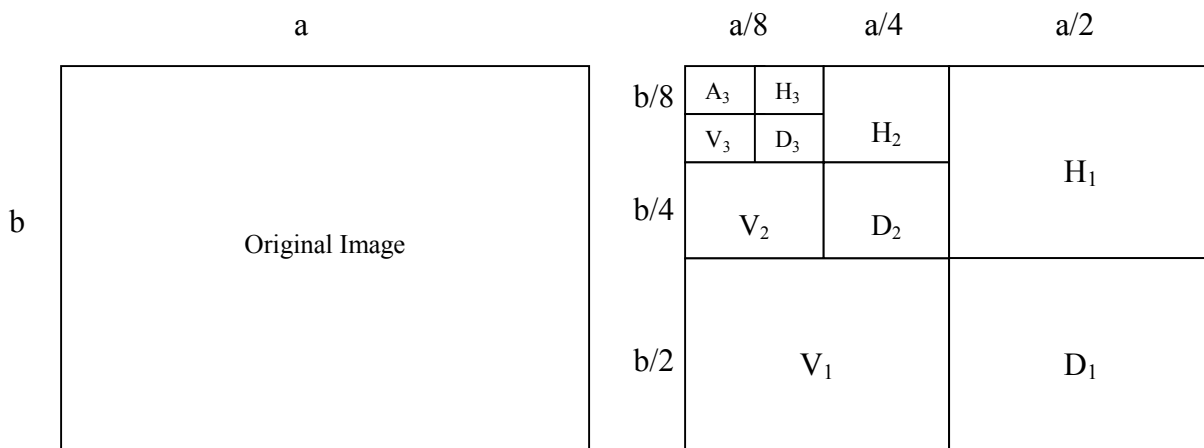 a
b
Original Image
a/8 a/4 a/2
b/8
b/4
b/2
A₃ H₃
V₃ D₃
H₂
H₁
V₂ D₂
V₁ D₁